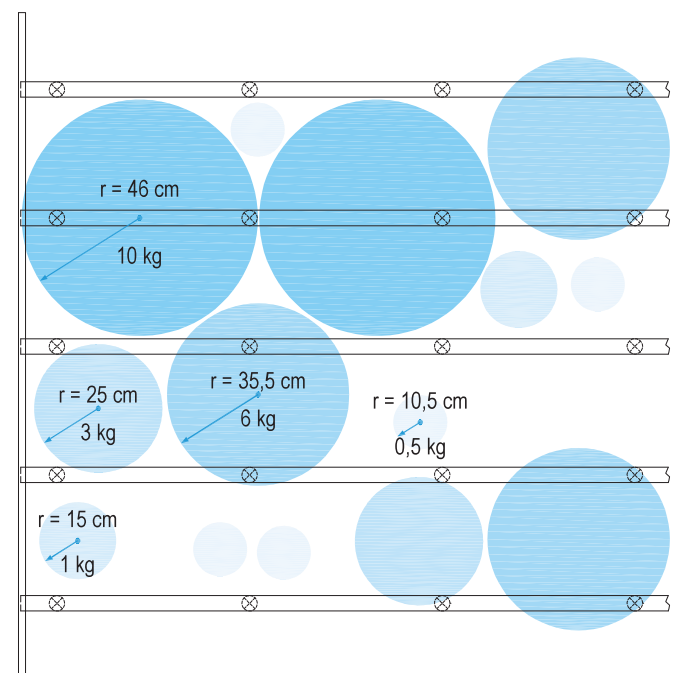 r = 46 cm
10 kg
r = 35,5 cm
6 kg
r = 25 cm
3 kg
r = 10,5 cm
0,5 kg
r = 15 cm
1 kg